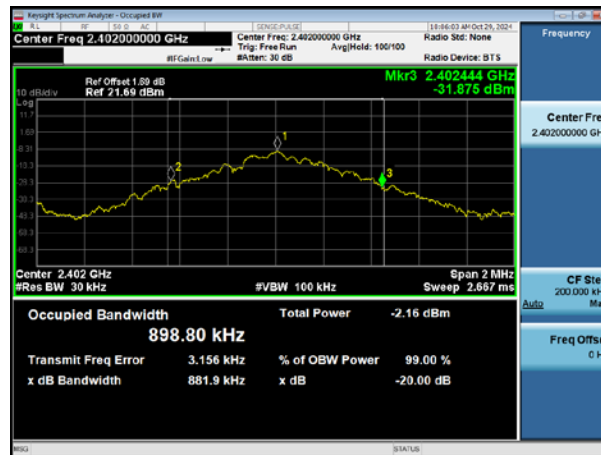 Keysight Spectrum Analyzer - Occupied BW
RL RF 50 Ω AC SENSE:PULSE 10:06:03 AM Oct 29, 2024
Center Freq 2.402000000 GHz Center Freq: 2.402000000 GHz Radio Std: None Frequency
Trig: Free Run Avg|Hold: 100/100
#IFGain:Low #Atten: 30 dB Radio Device: BTS
Mkr3 2.402444 GHz
Ref Offset 1.69 dB
10 dB/div Ref 21.69 dBm -31.875 dBm
Log
11.7
1.69
-8.31
-18.3
-28.3
-38.3
-48.3
-58.3
-68.3
1
2
3
Center Fre
2.402000000 GH
Center 2.402 GHz Span 2 MHz
#Res BW 30 kHz #VBW 100 kHz Sweep 2.667 ms
CF Ste
200.000 kH
Auto Ma
Occupied Bandwidth Total Power -2.16 dBm
898.80 kHz
Freq Offs
0 H
Transmit Freq Error 3.156 kHz % of OBW Power 99.00 %
x dB Bandwidth 881.9 kHz x dB -20.00 dB
MSG STATUS